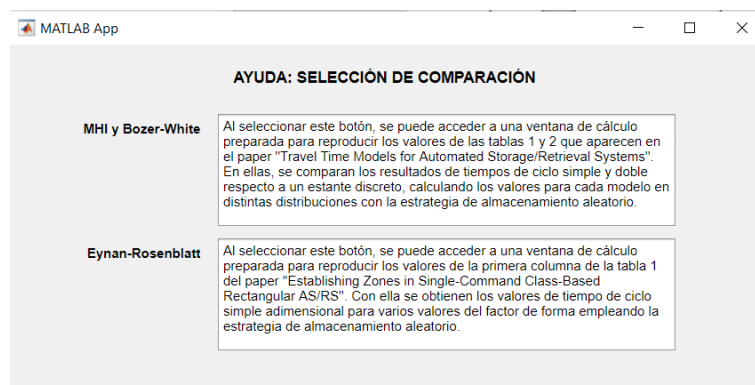 MATLAB App
AYUDA: SELECCIÓN DE COMPARACIÓN
MHI y Bozer-White
Al seleccionar este botón, se puede acceder a una ventana de cálculo
preparada para reproducir los valores de las tablas 1 y 2 que aparecen en
el paper "Travel Time Models for Automated Storage/Retrieval Systems".
En ellas, se comparan los resultados de tiempos de ciclo simple y doble
respecto a un estante discreto, calculando los valores para cada modelo en
distintas distribuciones con la estrategia de almacenamiento aleatorio.
Eynan-Rosenblatt
Al seleccionar este botón, se puede acceder a una ventana de cálculo
preparada para reproducir los valores de la primera columna de la tabla 1
del paper "Establishing Zones in Single-Command Class-Based
Rectangular AS/RS". Con ella se obtienen los valores de tiempo de ciclo
simple adimensional para varios valores del factor de forma empleando la
estrategia de almacenamiento aleatorio.